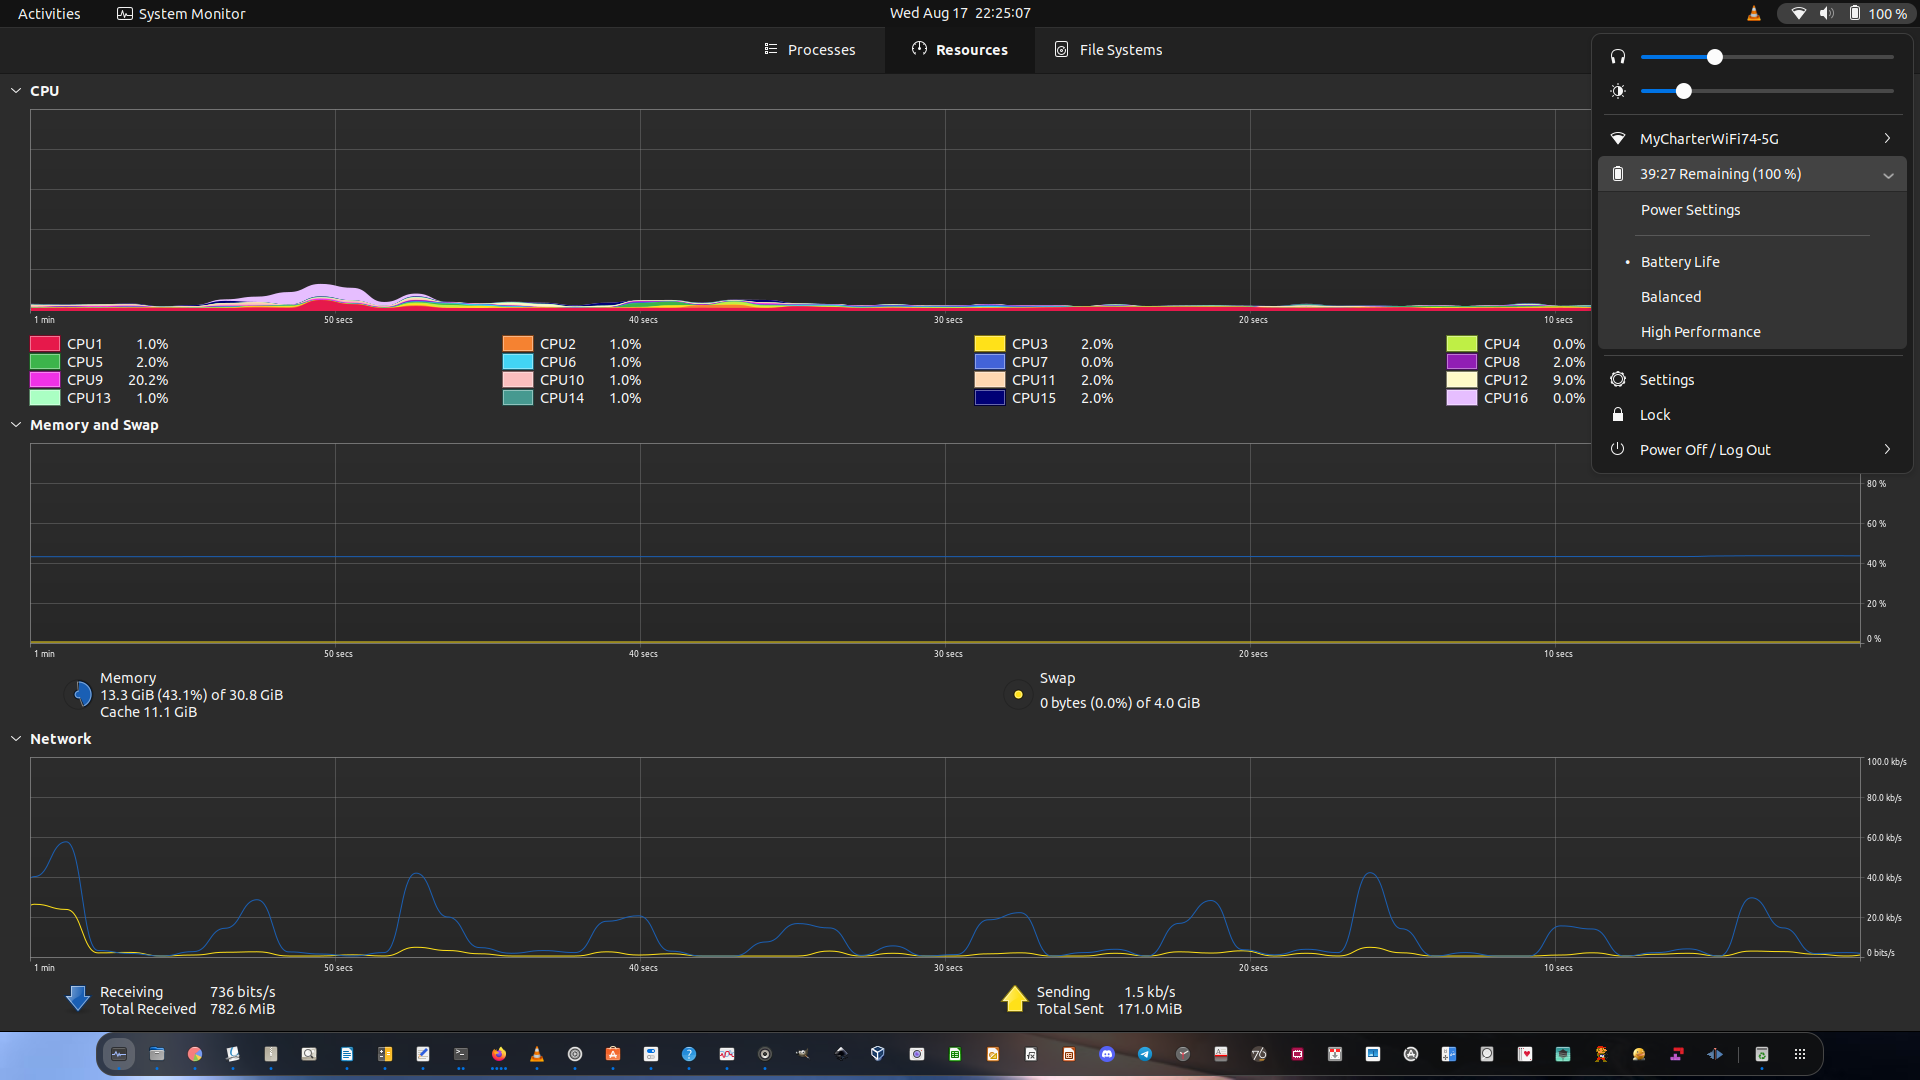 Activities
System Monitor
Wed Aug 17 22:25:07
100 %
Processes
Resources
File Systems
CPU
1 min
50 secs
40 secs
30 secs
20 secs
10 secs
CPU1 1.0%
CPU2 1.0%
CPU3 2.0%
CPU4 0.0%
CPU5 2.0%
CPU6 1.0%
CPU7 0.0%
CPU8 2.0%
CPU9 20.2%
CPU10 1.0%
CPU11 2.0%
CPU12 9.0%
CPU13 1.0%
CPU14 1.0%
CPU15 2.0%
CPU16 0.0%
MyCharterWiFi74-5G
39:27 Remaining (100 %)
Power Settings
Battery Life
Balanced
High Performance
Settings
Lock
Power Off / Log Out
Memory and Swap
80 %
60 %
40 %
20 %
0 %
1 min
50 secs
40 secs
30 secs
20 secs
10 secs
Memory
13.3 GiB (43.1%) of 30.8 GiB
Cache 11.1 GiB
Swap
0 bytes (0.0%) of 4.0 GiB
Network
100.0 kb/s
80.0 kb/s
60.0 kb/s
40.0 kb/s
20.0 kb/s
0 bits/s
1 min
50 secs
40 secs
30 secs
20 secs
10 secs
Receiving 736 bits/s
Total Received 782.6 MiB
Sending 1.5 kb/s
Total Sent 171.0 MiB
76